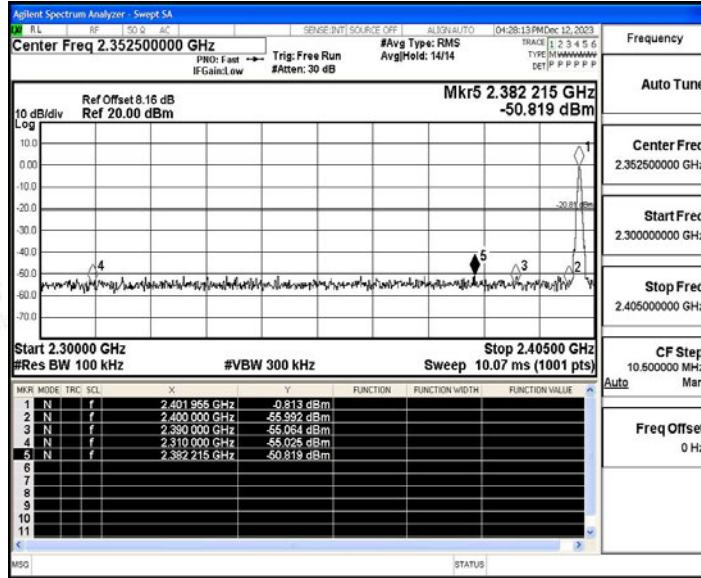 Agilent Spectrum Analyzer - Swept SA
RL RF 50 Ω AC SENSE:INT SOURCE OFF ALIGNAUTO 04:28:13 PM Dec 12, 2023
Center Freq 2.352500000 GHz
PNO: Fast
IFGain:Low
Trig: Free Run
#Atten: 30 dB
#Avg Type: RMS
Avg|Hold: 14/14
TRACE 1 2 3 4 5 6
TYPE MWWWWW
DET P P P P P P
Mkr5 2.382 215 GHz
-50.819 dBm
Ref Offset 8.16 dB
10 dB/div Ref 20.00 dBm
Log
10.0
0.00
-10.0
-20.0
-30.0
-40.0
-50.0
-60.0
-70.0
-20.81 dBm
1
2
3
4
5
Start 2.30000 GHz Stop 2.40500 GHz
#Res BW 100 kHz #VBW 300 kHz Sweep 10.07 ms (1001 pts)
MKR MODE TRC SCL X Y FUNCTION FUNCTION WIDTH FUNCTION VALUE
1 N f 2.401 955 GHz -0.813 dBm
2 N f 2.400 000 GHz -55.992 dBm
3 N f 2.390 000 GHz -55.064 dBm
4 N f 2.310 000 GHz -55.025 dBm
5 N f 2.382 215 GHz -50.819 dBm
6
7
8
9
10
11
MSG STATUS
Frequency
Auto Tune
Center Freq
2.352500000 GHz
Start Freq
2.300000000 GHz
Stop Freq
2.405000000 GHz
CF Step
10.500000 MHz
Auto Man
Freq Offset
0 Hz